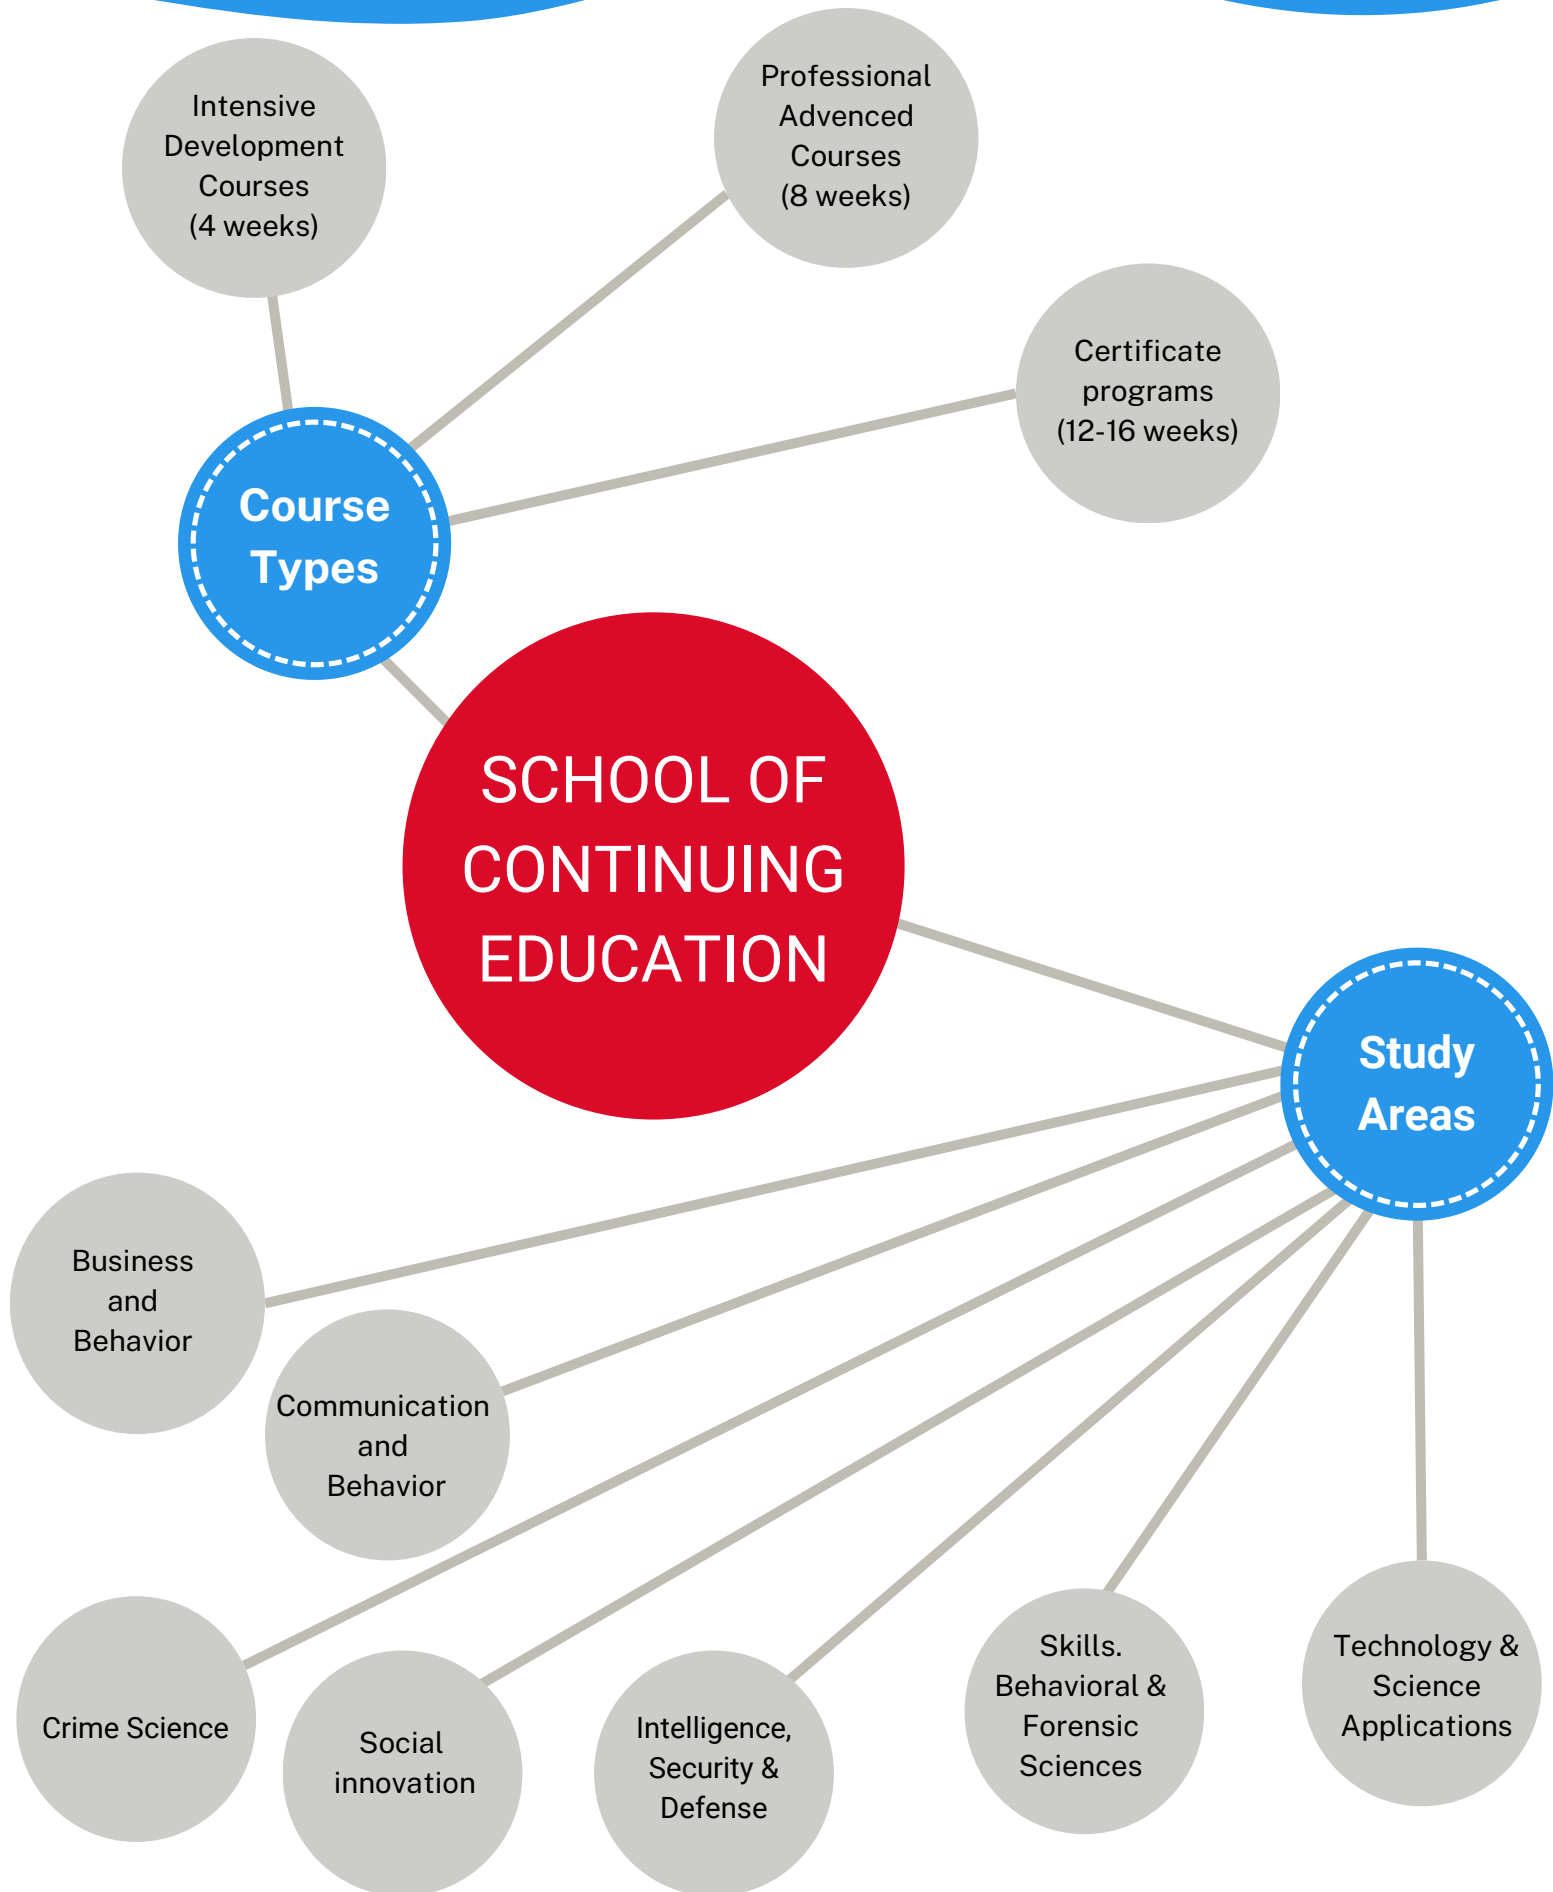 Intensive
Development
Courses
(4 weeks)
Professional
Advenced
Courses
(8 weeks)
Certificate
programs
(12-16 weeks)
Course
Types
SCHOOL OF
CONTINUING
EDUCATION
Study
Areas
Business
and
Behavior
Communication
and
Behavior
Crime Science
Social
innovation
Intelligence,
Security &
Defense
Skills.
Behavioral &
Forensic
Sciences
Technology &
Science
Applications